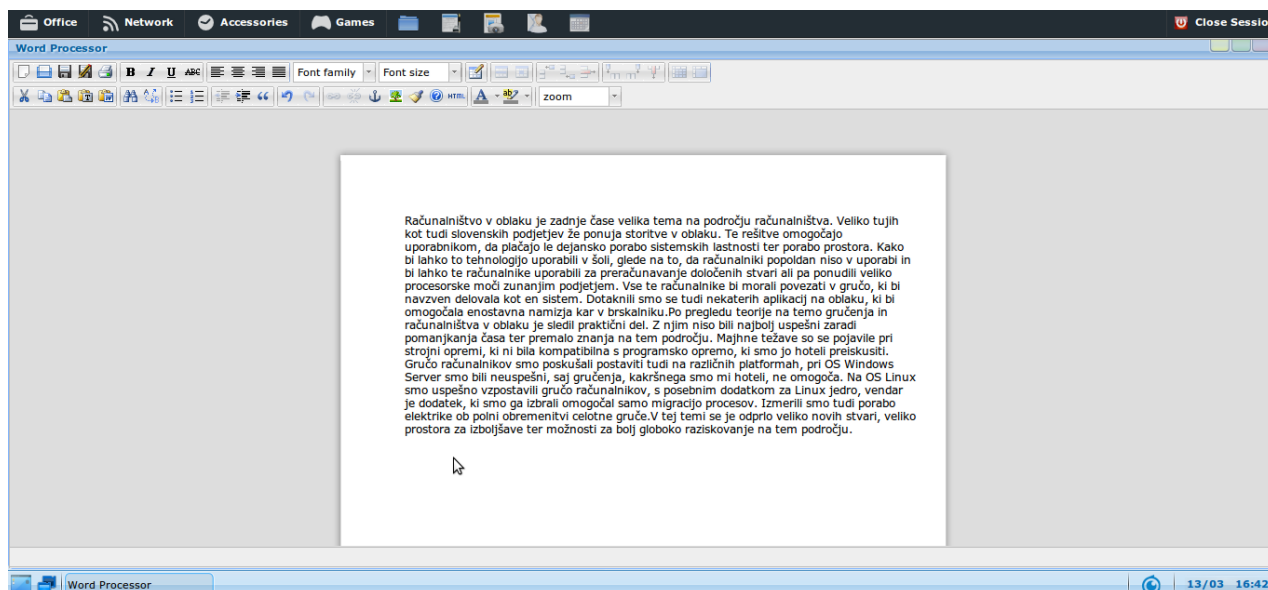 Office Network Accessories Games Close Sessio
Word Processor
B I U ABC Font family Font size
HTML A ab zoom
Računalništvo v oblaku je zadnje čase velika tema na področju računalništva. Veliko tujih
kot tudi slovenskih podjetjev že ponuja storitve v oblaku. Te rešitve omogočajo
uporabnikom, da plačajo le dejansko porabo sistemskih lastnosti ter porabo prostora. Kako
bi lahko to tehnologijo uporabili v šoli, glede na to, da računalniki popoldan niso v uporabi in
bi lahko te računalnike uporabili za preračunavanje določenih stvari ali pa ponudili veliko
procesorske moči zunanjim podjetjem. Vse te računalnike bi morali povezati v gručo, ki bi
navzven delovala kot en sistem. Dotaknili smo se tudi nekaterih aplikacij na oblaku, ki bi
omogočala enostavna namizja kar v brskalniku.Po pregledu teorije na temo gručenja in
računalništva v oblaku je sledil praktični del. Z njim niso bili najbolj uspešni zaradi
pomanjkanja časa ter premalo znanja na tem področju. Majhne težave so se pojavile pri
strojni opremi, ki ni bila kompatibilna s programsko opremo, ki smo jo hoteli preiskusiti.
Gručo računalnikov smo poskušali postaviti tudi na različnih platformah, pri OS Windows
Server smo bili neuspešni, saj gručenja, kakršnega smo mi hoteli, ne omogoča. Na OS Linux
smo uspešno vzpostavili gručo računalnikov, s posebnim dodatkom za Linux jedro, vendar
je dodatek, ki smo ga izbrali omogočal samo migracijo procesov. Izmerili smo tudi porabo
elektrike ob polni obremenitvi celotne gruče.V tej temi se je odprlo veliko novih stvari, veliko
prostora za izboljšave ter možnosti za bolj globoko raziskovanje na tem področju.
Word Processor 13/03 16:42